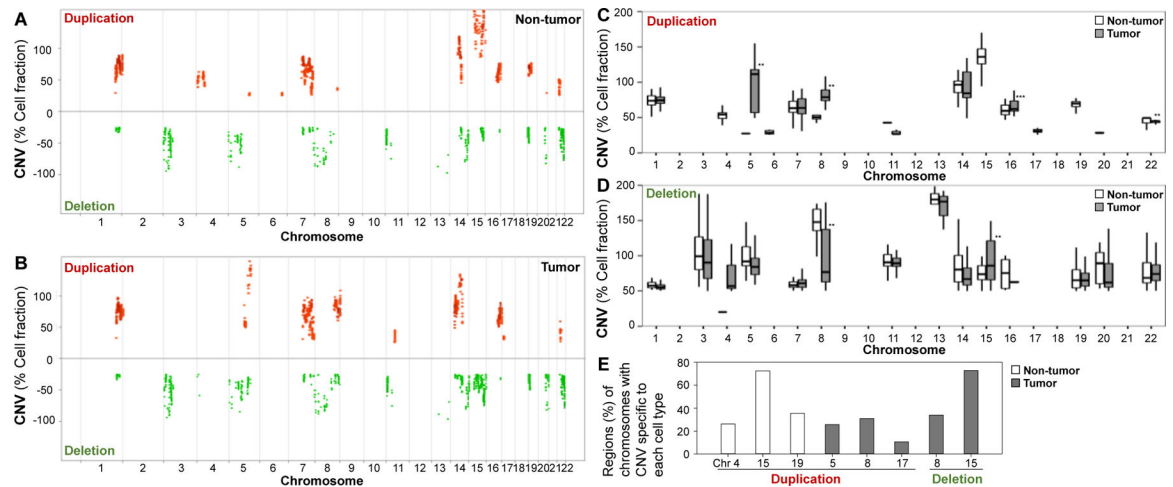 A
Duplication
Non-tumor
100
50
0
-50
-100
CNV (% Cell fraction)
Deletion
1 2 3 4 5 6 7 8 9 10 11 12 13 14 15 16 17 18 19 20 21 22
Chromosome
B
Duplication
Tumor
100
50
0
-50
-100
CNV (% Cell fraction)
Deletion
1 2 3 4 5 6 7 8 9 10 11 12 13 14 15 16 17 18 19 20 21 22
Chromosome
C
Duplication
Non-tumor
Tumor
200
150
100
50
0
CNV (% Cell fraction)
** ** *** **
1 2 3 4 5 6 7 8 9 10 11 12 13 14 15 16 17 18 19 20 21 22
Chromosome
D
Deletion
Non-tumor
Tumor
200
150
100
50
0
CNV (% Cell fraction)
** **
1 2 3 4 5 6 7 8 9 10 11 12 13 14 15 16 17 18 19 20 21 22
Chromosome
E
Non-tumor
Tumor
Regions (%) of
chromosomes with
CNV specific to
each cell type
80
60
40
20
0
Chr 4 15 19 5 8 17 8 15
Duplication Deletion